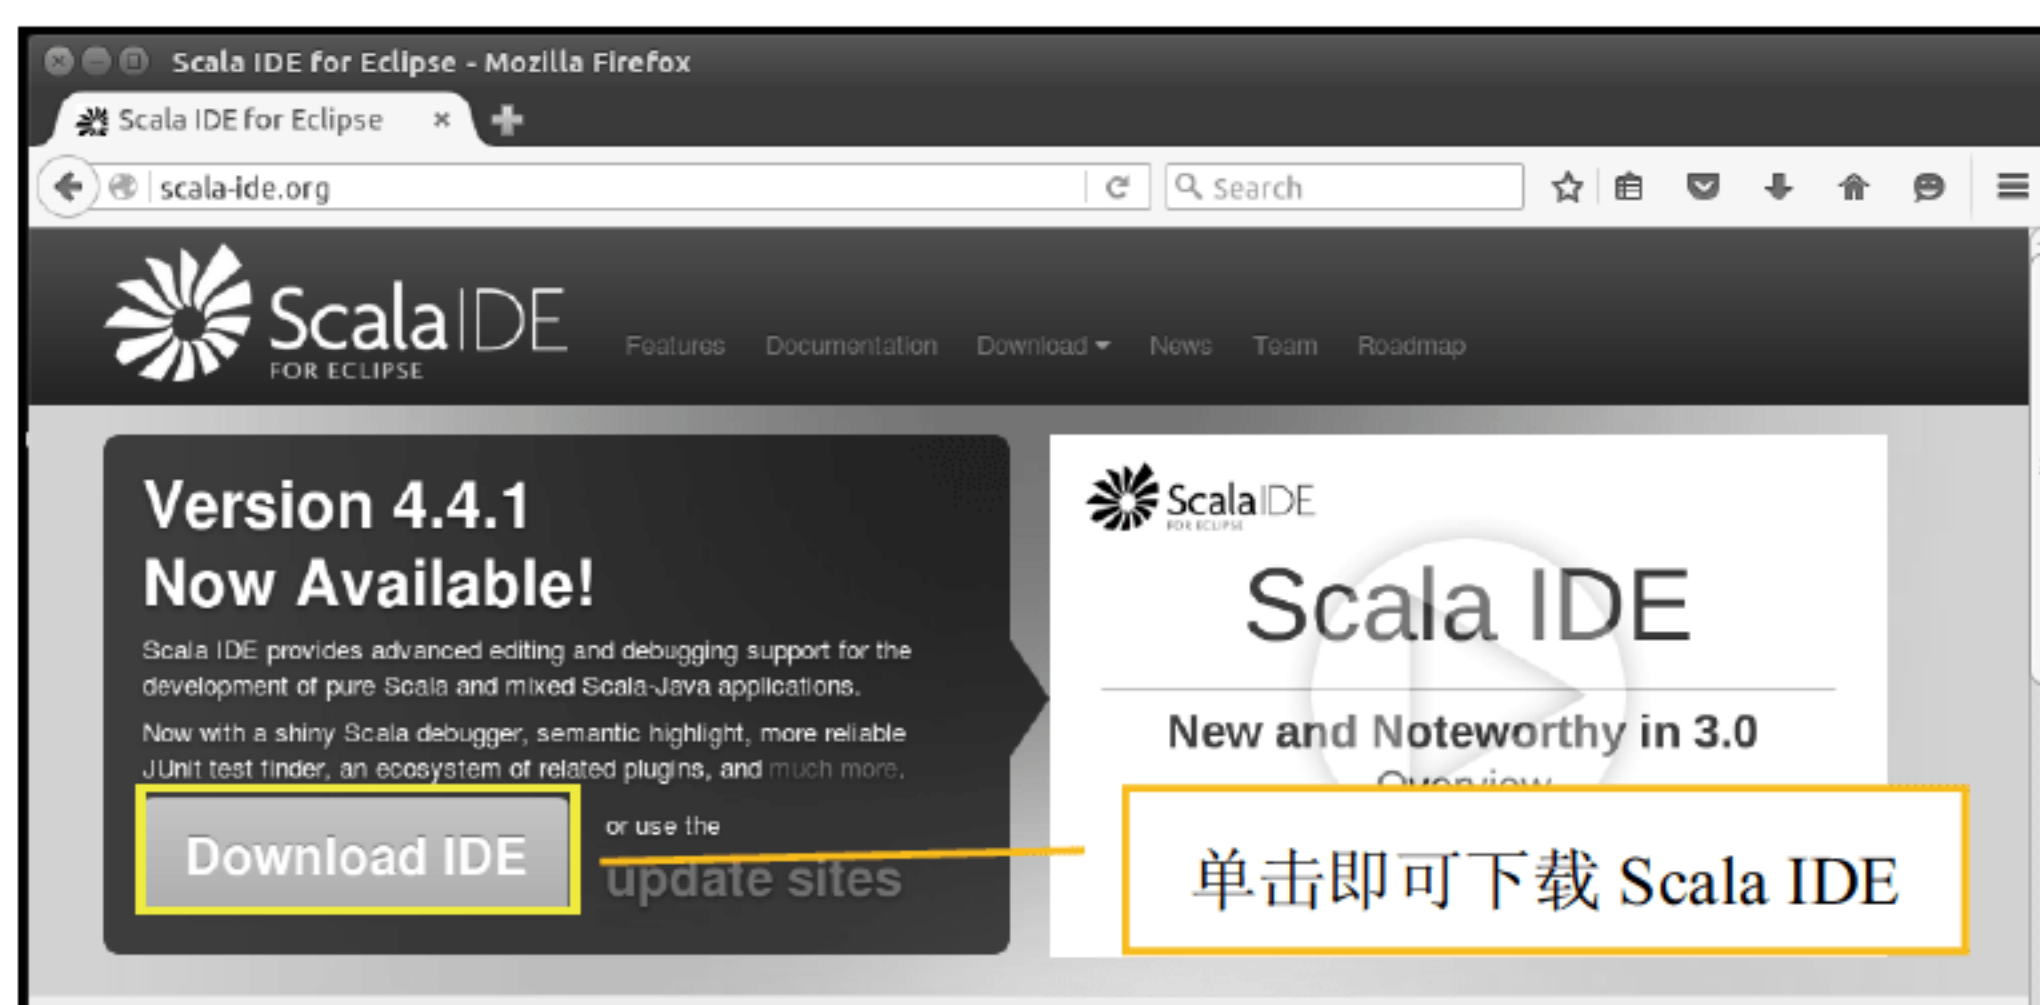 Scala IDE for Eclipse - Mozilla Firefox
Scala IDE for Eclipse
scala-ide.org
Search
Scala IDE
FOR ECLIPSE
Features Documentation Download News Team Roadmap
Version 4.4.1
Now Available!
Scala IDE provides advanced editing and debugging support for the
development of pure Scala and mixed Scala-Java applications.
Now with a shiny Scala debugger, semantic highlight, more reliable
JUnit test finder, an ecosystem of related plugins, and much more.
Download IDE
or use the
update sites
Scala IDE
FOR ECLIPSE
Scala IDE
New and Noteworthy in 3.0
Overview
单击即可下载 Scala IDE